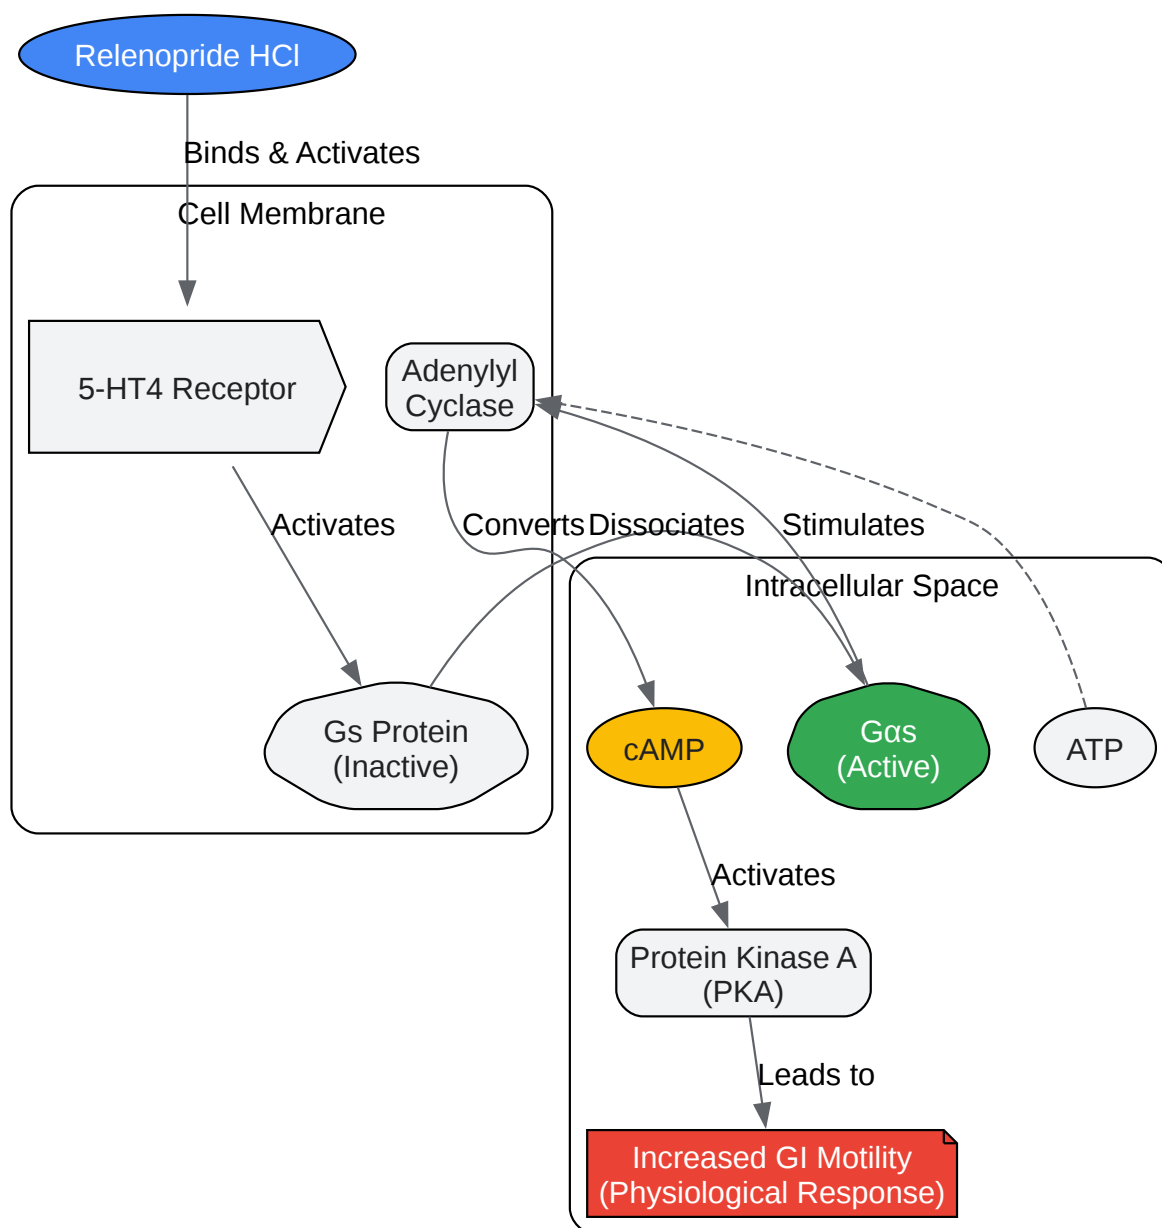 Relenopride HCl
Binds & Activates
Cell Membrane
5-HT4 Receptor
Adenylyl
Cyclase
Activates
Converts
Dissociates
Stimulates
Intracellular Space
Gs Protein
(Inactive)
cAMP
Gαs
(Active)
ATP
Activates
Protein Kinase A
(PKA)
Leads to
Increased GI Motility
(Physiological Response)